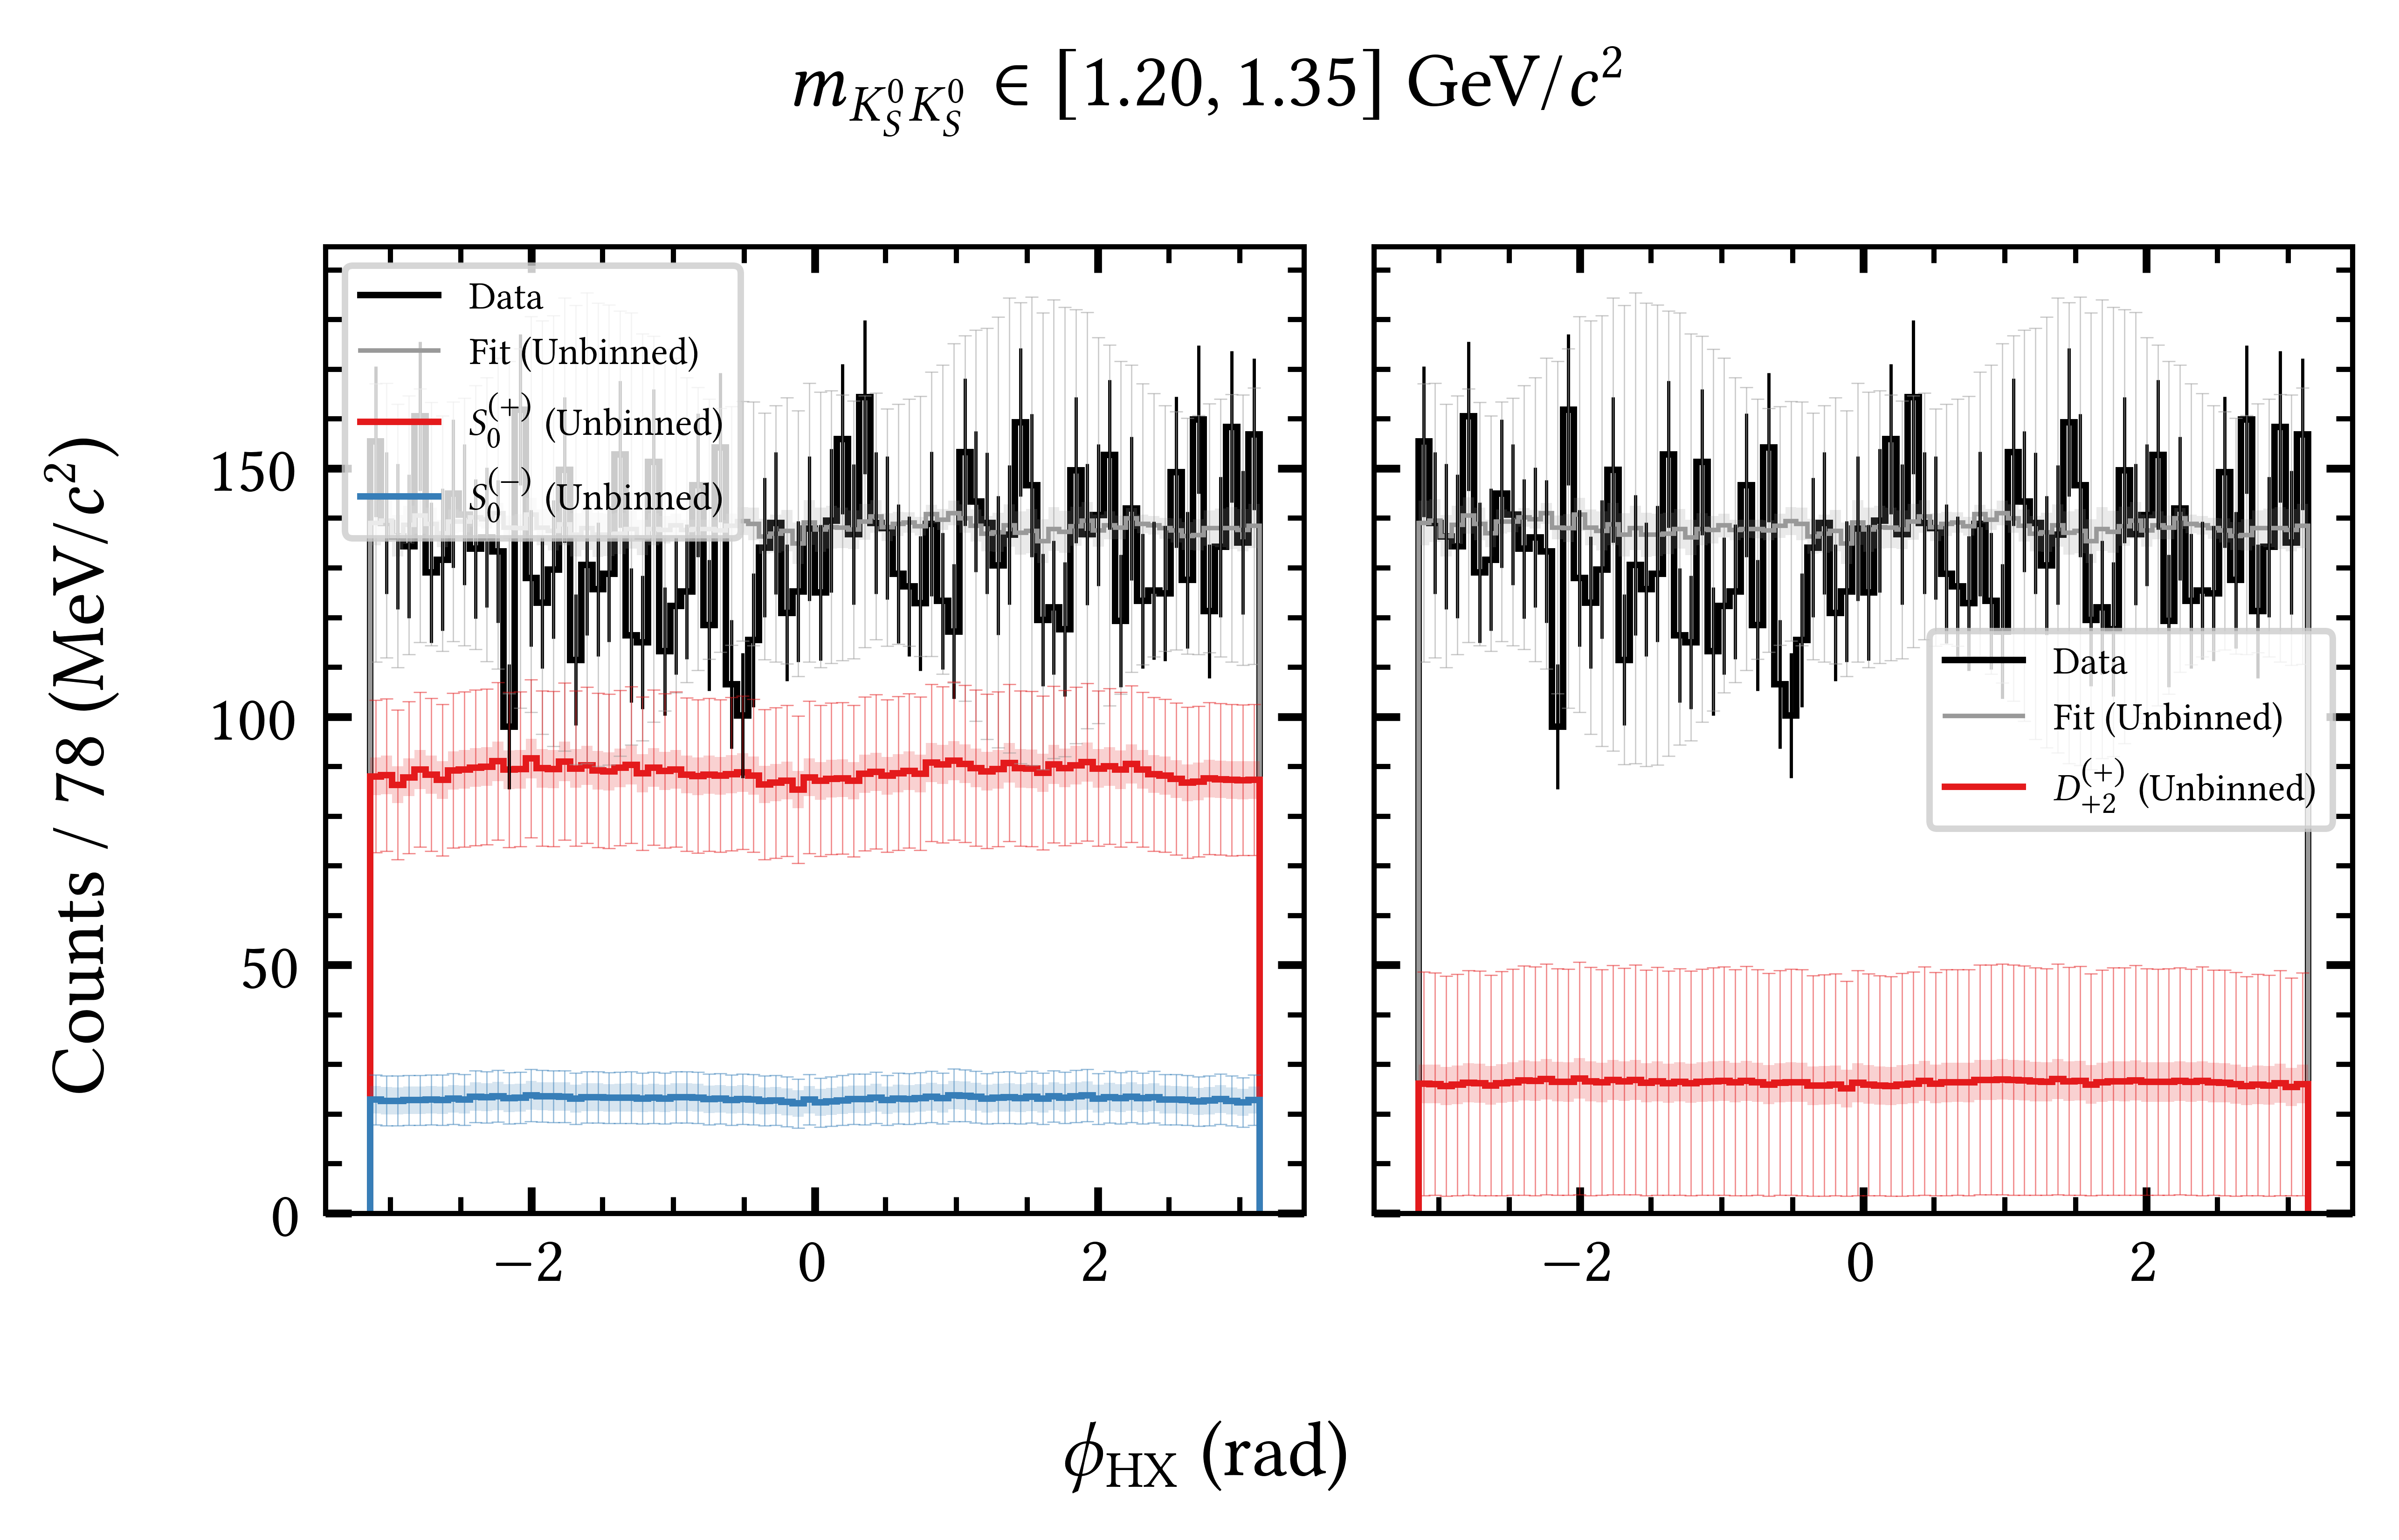 m_{K_S^0 K_S^0} ∈ [1.20, 1.35] GeV/c²
Counts / 78 (MeV/c²)
150
100
50
0
Data
Fit (Unbinned)
S_0^{(+)} (Unbinned)
S_0^{(−)} (Unbinned)
−2
0
2
Data
Fit (Unbinned)
D_{+2}^{(+)} (Unbinned)
−2
0
2
ϕ_HX (rad)